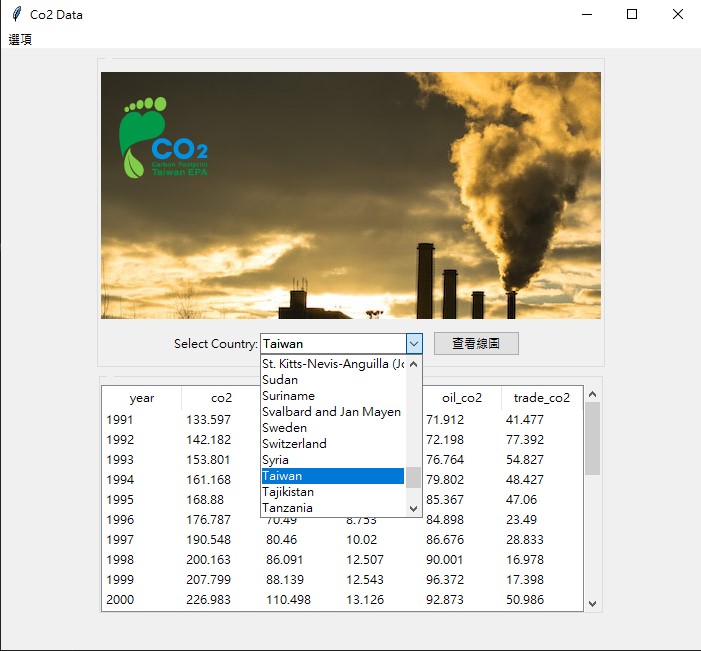 Co2 Data
選項
CO2
Carbon Footprint
Taiwan EPA
Select Country: Taiwan 查看線圖
St. Kitts-Nevis-Anguilla (Jo
Sudan
Suriname
Svalbard and Jan Mayen
Sweden
Switzerland
Syria
Taiwan
Tajikistan
Tanzania
year co2 oil_co2 trade_co2
1991 133.597 71.912 41.477
1992 142.182 72.198 77.392
1993 153.801 76.764 54.827
1994 161.168 79.802 48.427
1995 168.88 85.367 47.06
1996 176.787 70.49 8.753 84.898 23.49
1997 190.548 80.46 10.02 86.676 28.833
1998 200.163 86.091 12.507 90.001 16.978
1999 207.799 88.139 12.543 96.372 17.398
2000 226.983 110.498 13.126 92.873 50.986